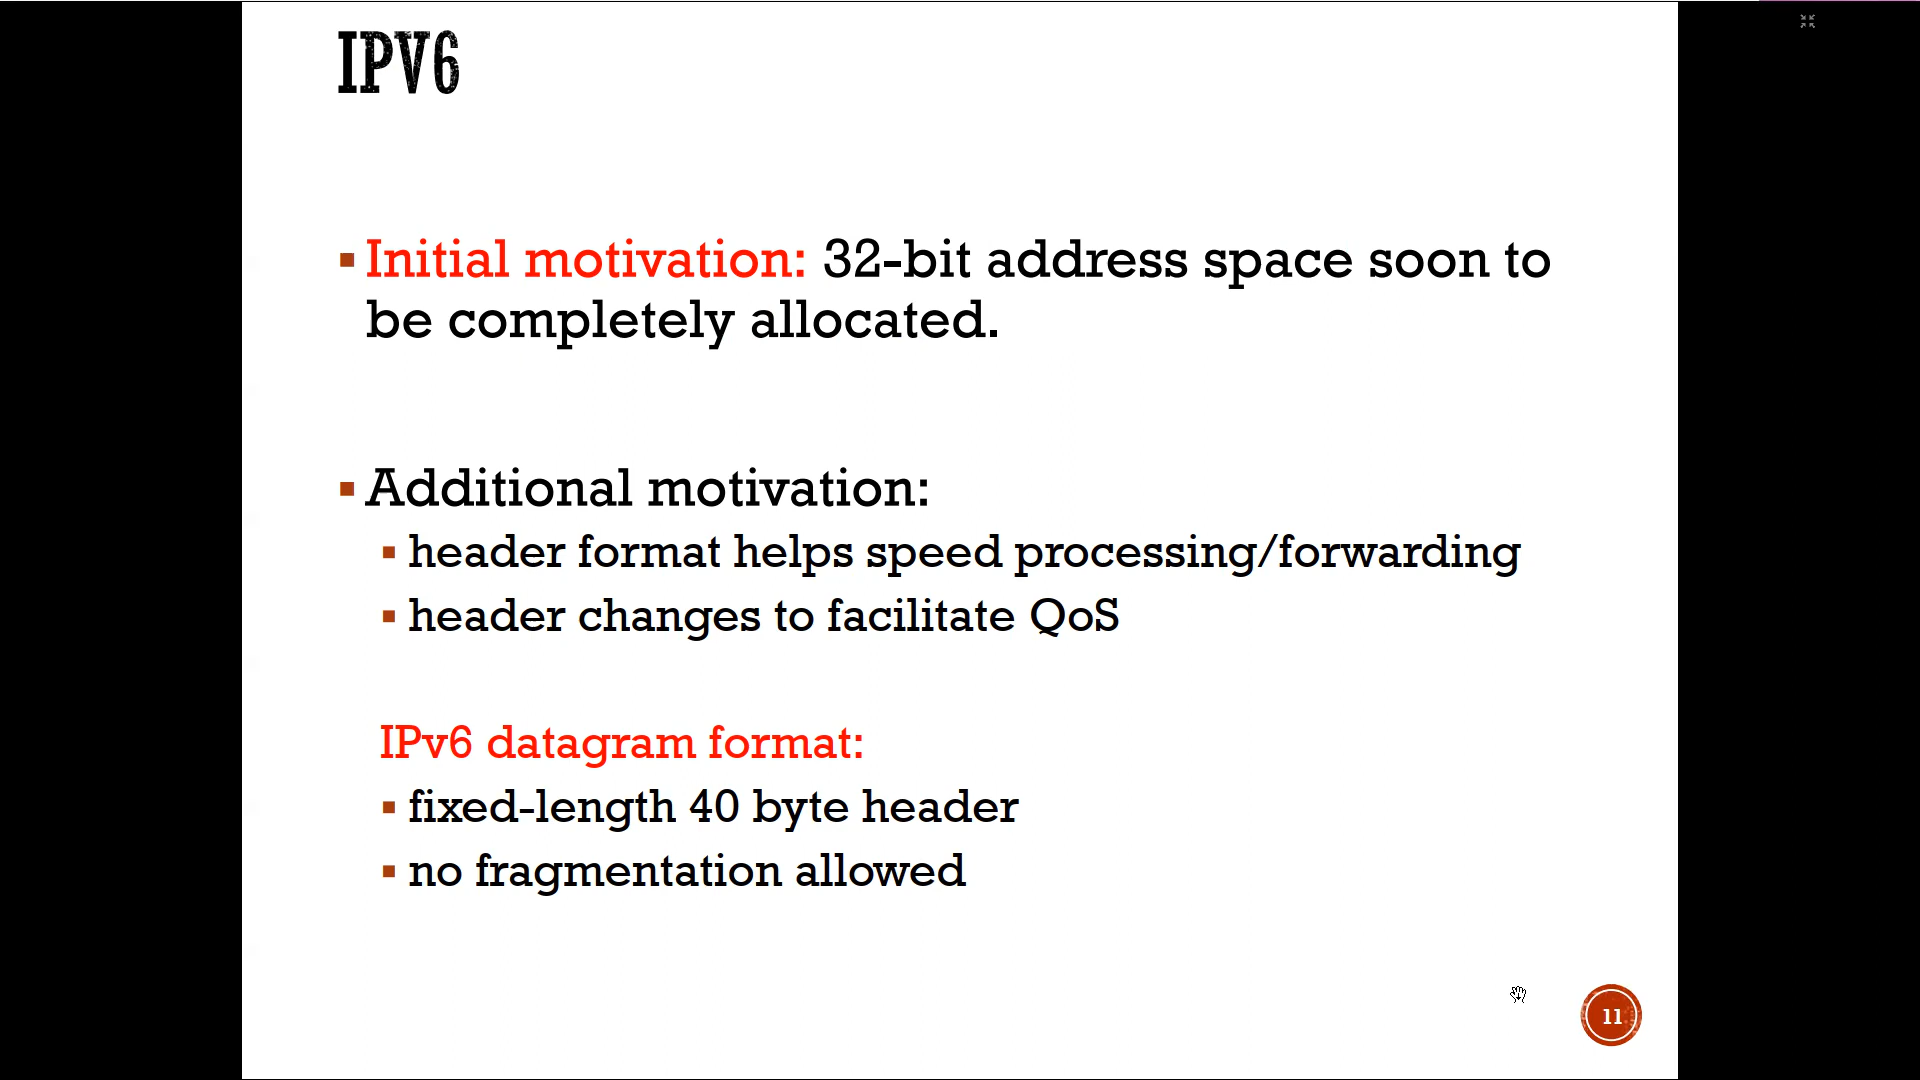 IPV6
▪ Initial motivation: 32-bit address space soon to
be completely allocated.
▪ Additional motivation:
▪ header format helps speed processing/forwarding
▪ header changes to facilitate QoS
IPv6 datagram format:
▪ fixed-length 40 byte header
▪ no fragmentation allowed
11